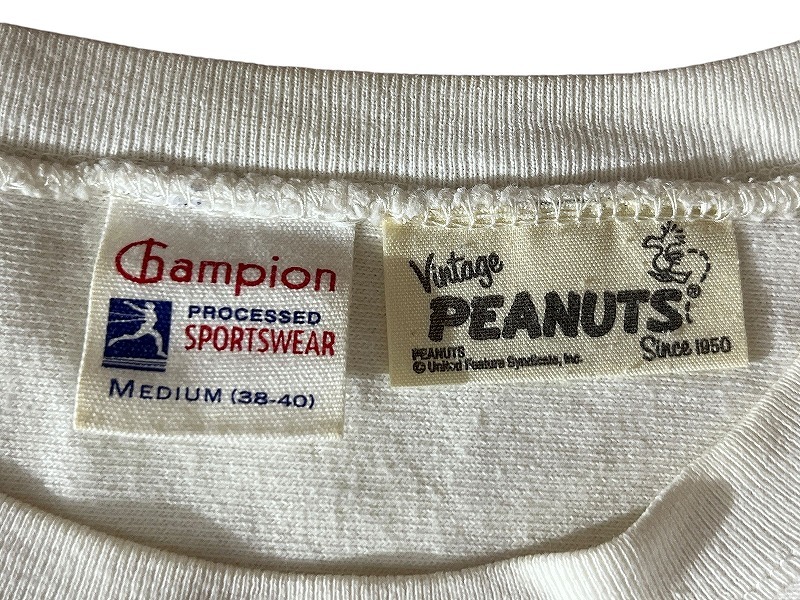 Champion
PROCESSED
SPORTSWEAR
MEDIUM (38-40)
Vintage
PEANUTS®
Since 1950
PEANUTS
© United Feature Syndicate, Inc.